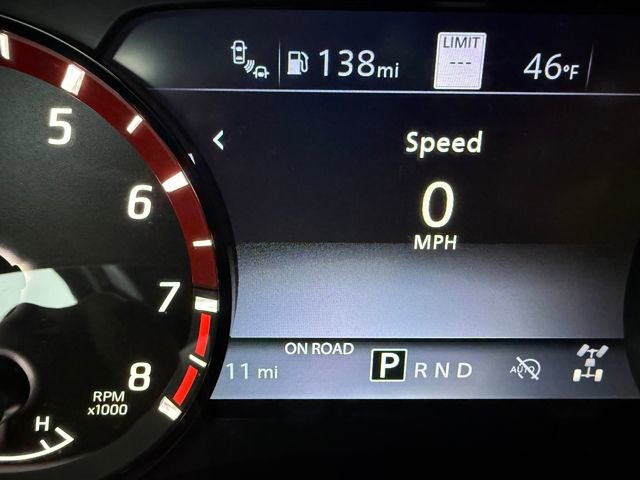 LIMIT
---
138mi
46°F
5
Speed
6
0
MPH
7
ON ROAD
8
11 mi
P R N D
AUTO
RPM
x1000
H